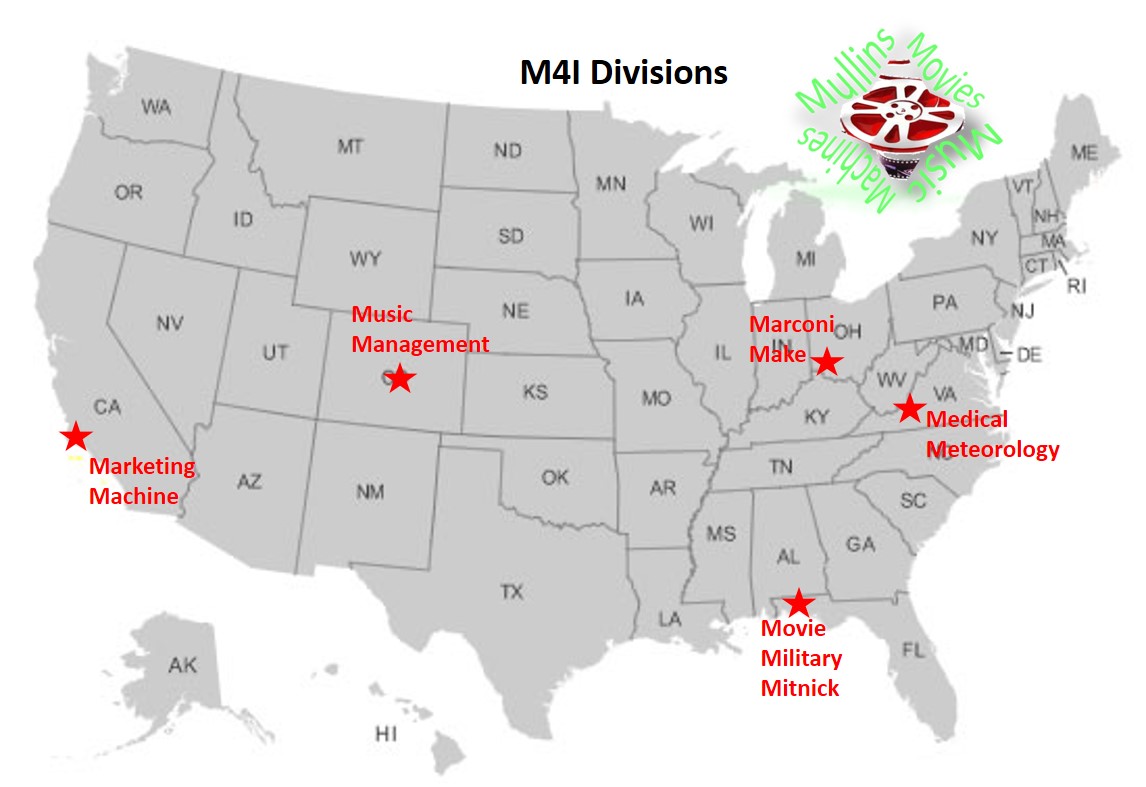 M4I Divisions
Mullins
Movies
Music
Machines
WA
MT
ND
MN
ME
OR
ID
SD
WI
VT
NH
WY
MI
NY
MA
CT
RI
IA
NE
PA
NJ
NV
UT
Music
Management
IL
IN
OH
Marconi
Make
MD
DE
KS
MO
WV
VA
CA
KY
Medical
Meteorology
Marketing
Machine
AZ
NM
OK
AR
TN
SC
MS
AL
GA
TX
LA
Movie
Military
Mitnick
FL
AK
HI